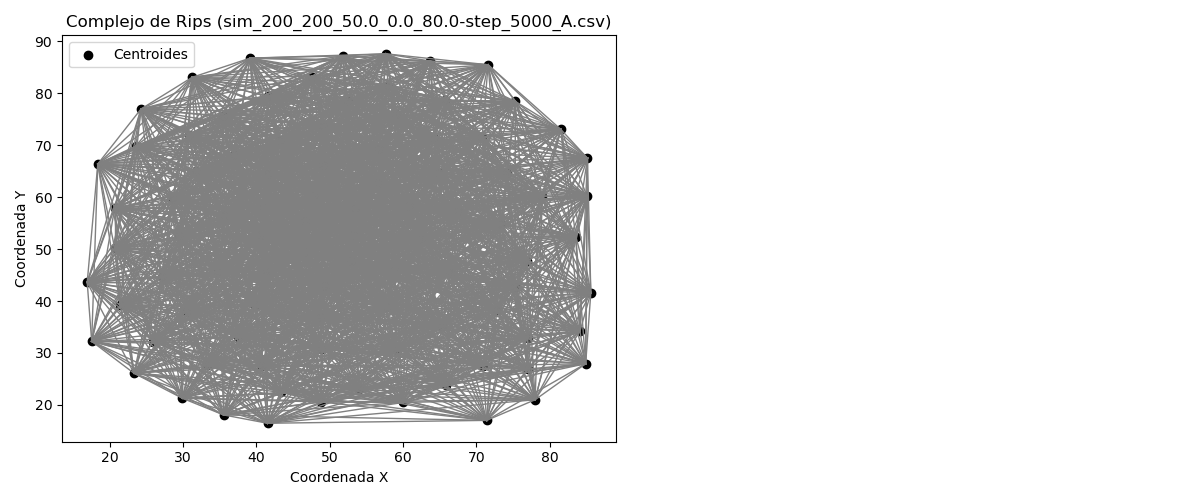 Complejo de Rips (sim_200_200_50.0_0.0_80.0-step_5000_A.csv)
Centroides
Coordenada Y
90
80
70
60
50
40
30
20
20 30 40 50 60 70 80
Coordenada X